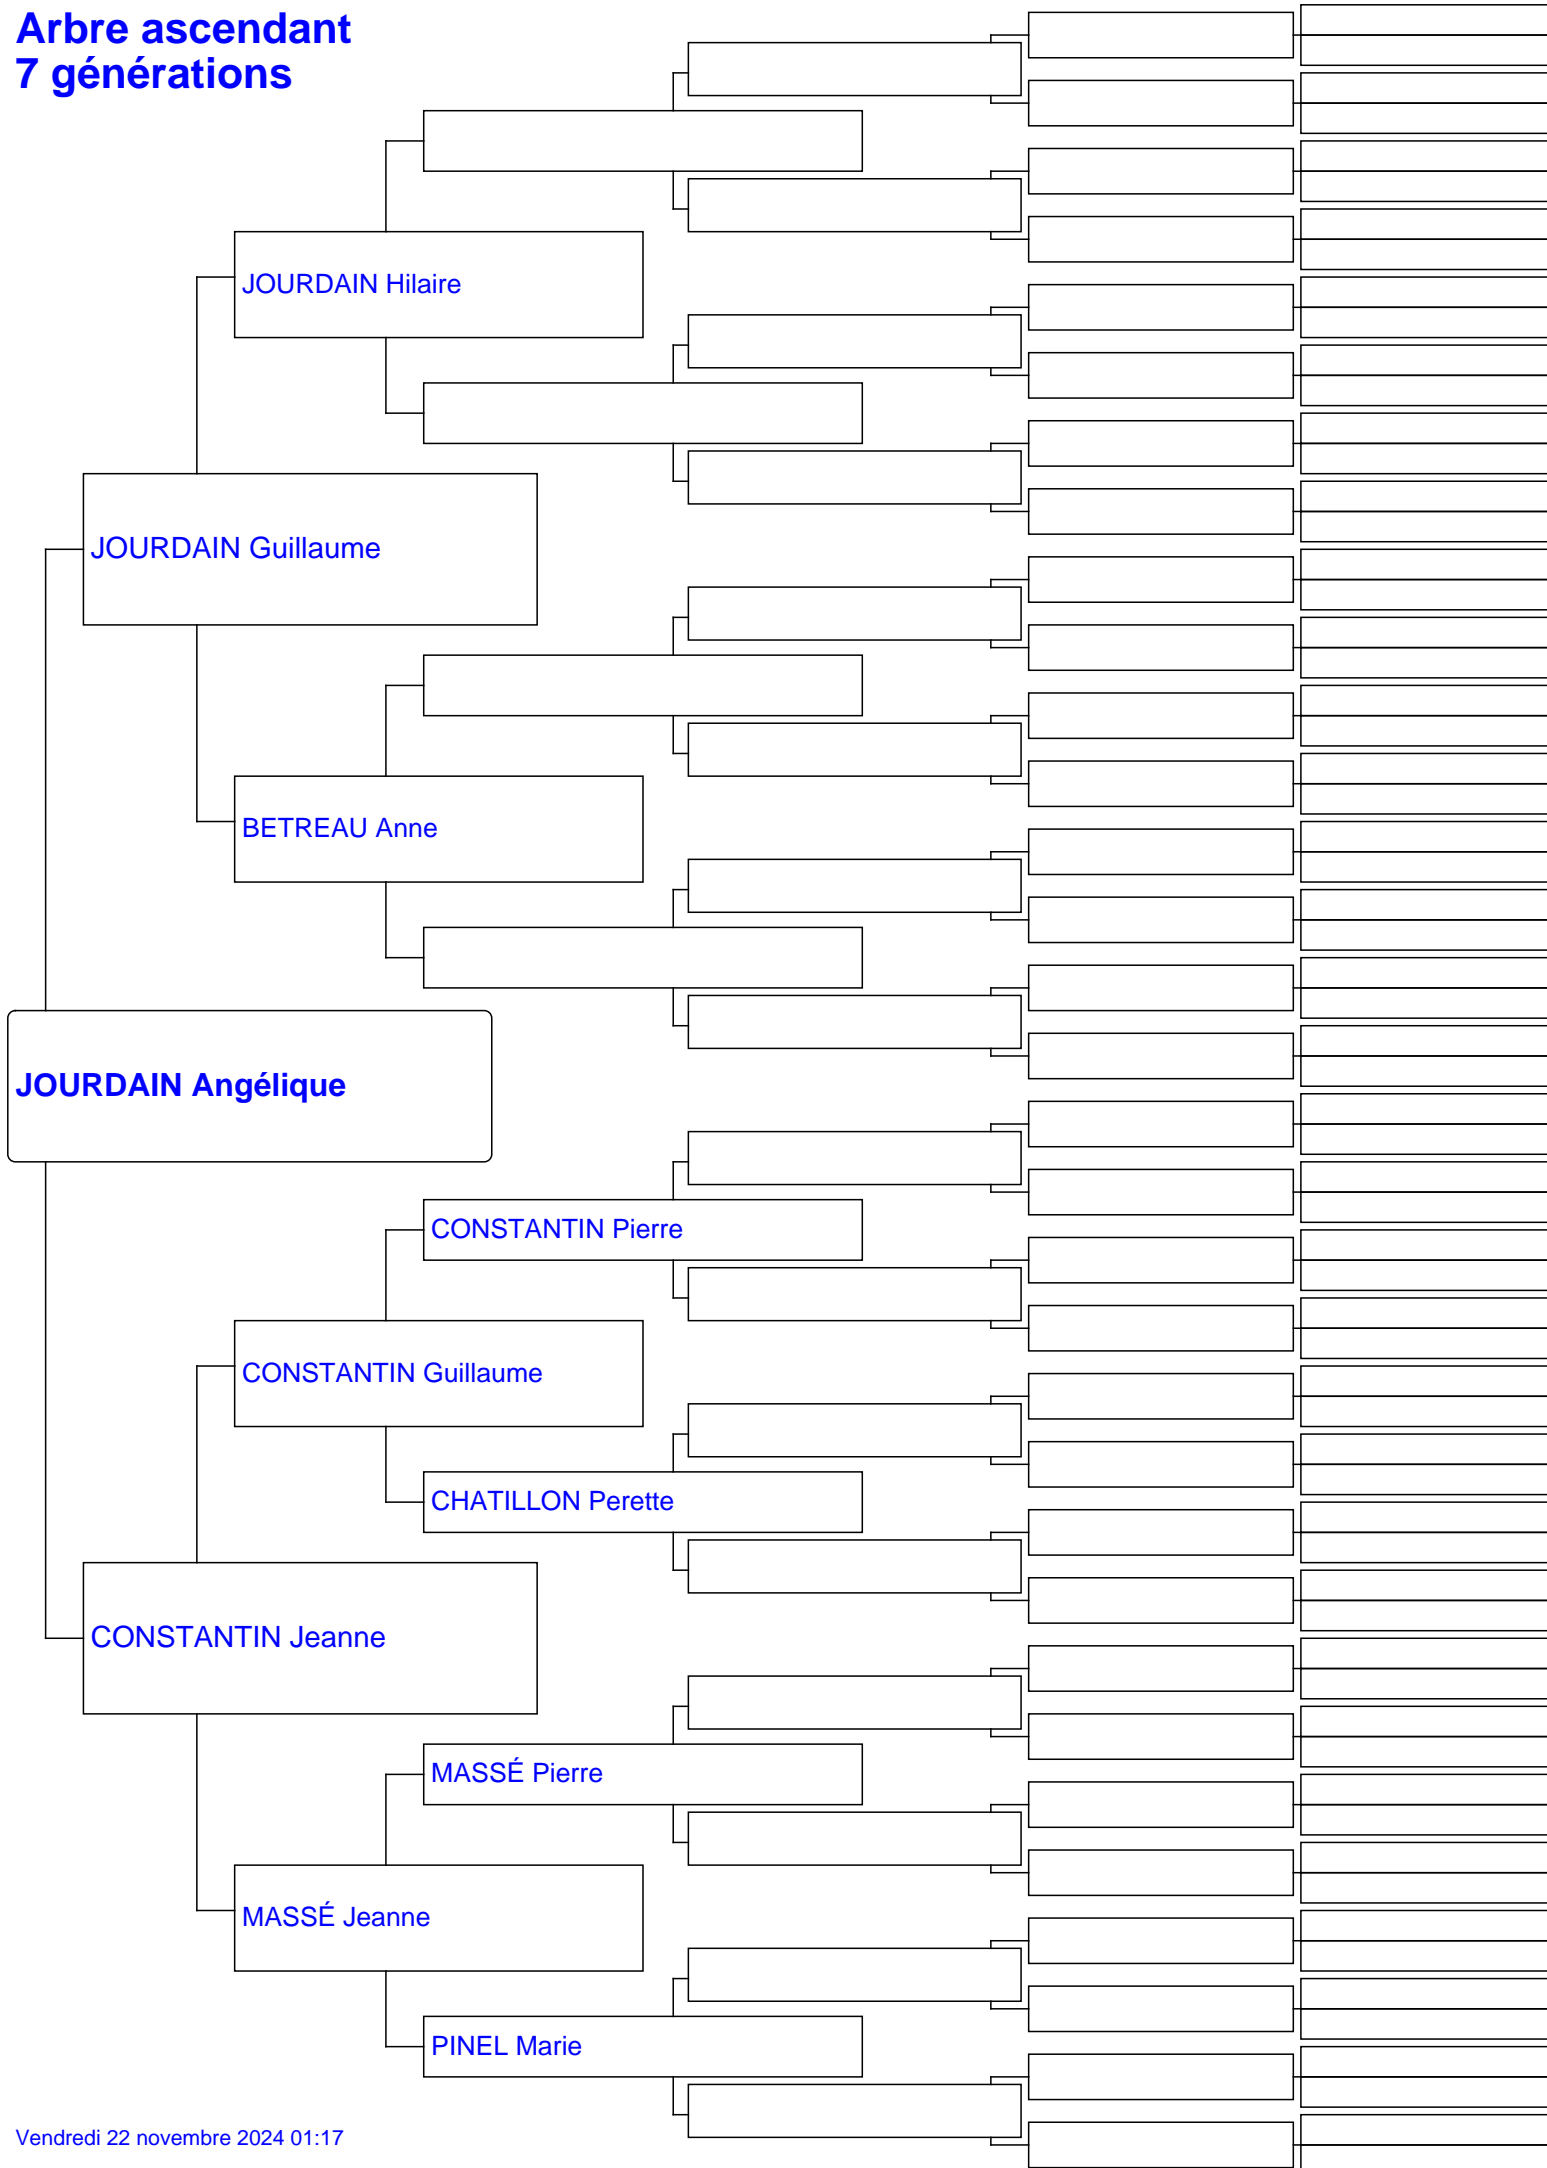 Arbre ascendant
7 générations
JOURDAIN Hilaire
JOURDAIN Guillaume
BETREAU Anne
JOURDAIN Angélique
CONSTANTIN Pierre
CONSTANTIN Guillaume
CHATILLON Perette
CONSTANTIN Jeanne
MASSÉ Pierre
MASSÉ Jeanne
PINEL Marie
Vendredi 22 novembre 2024 01:17